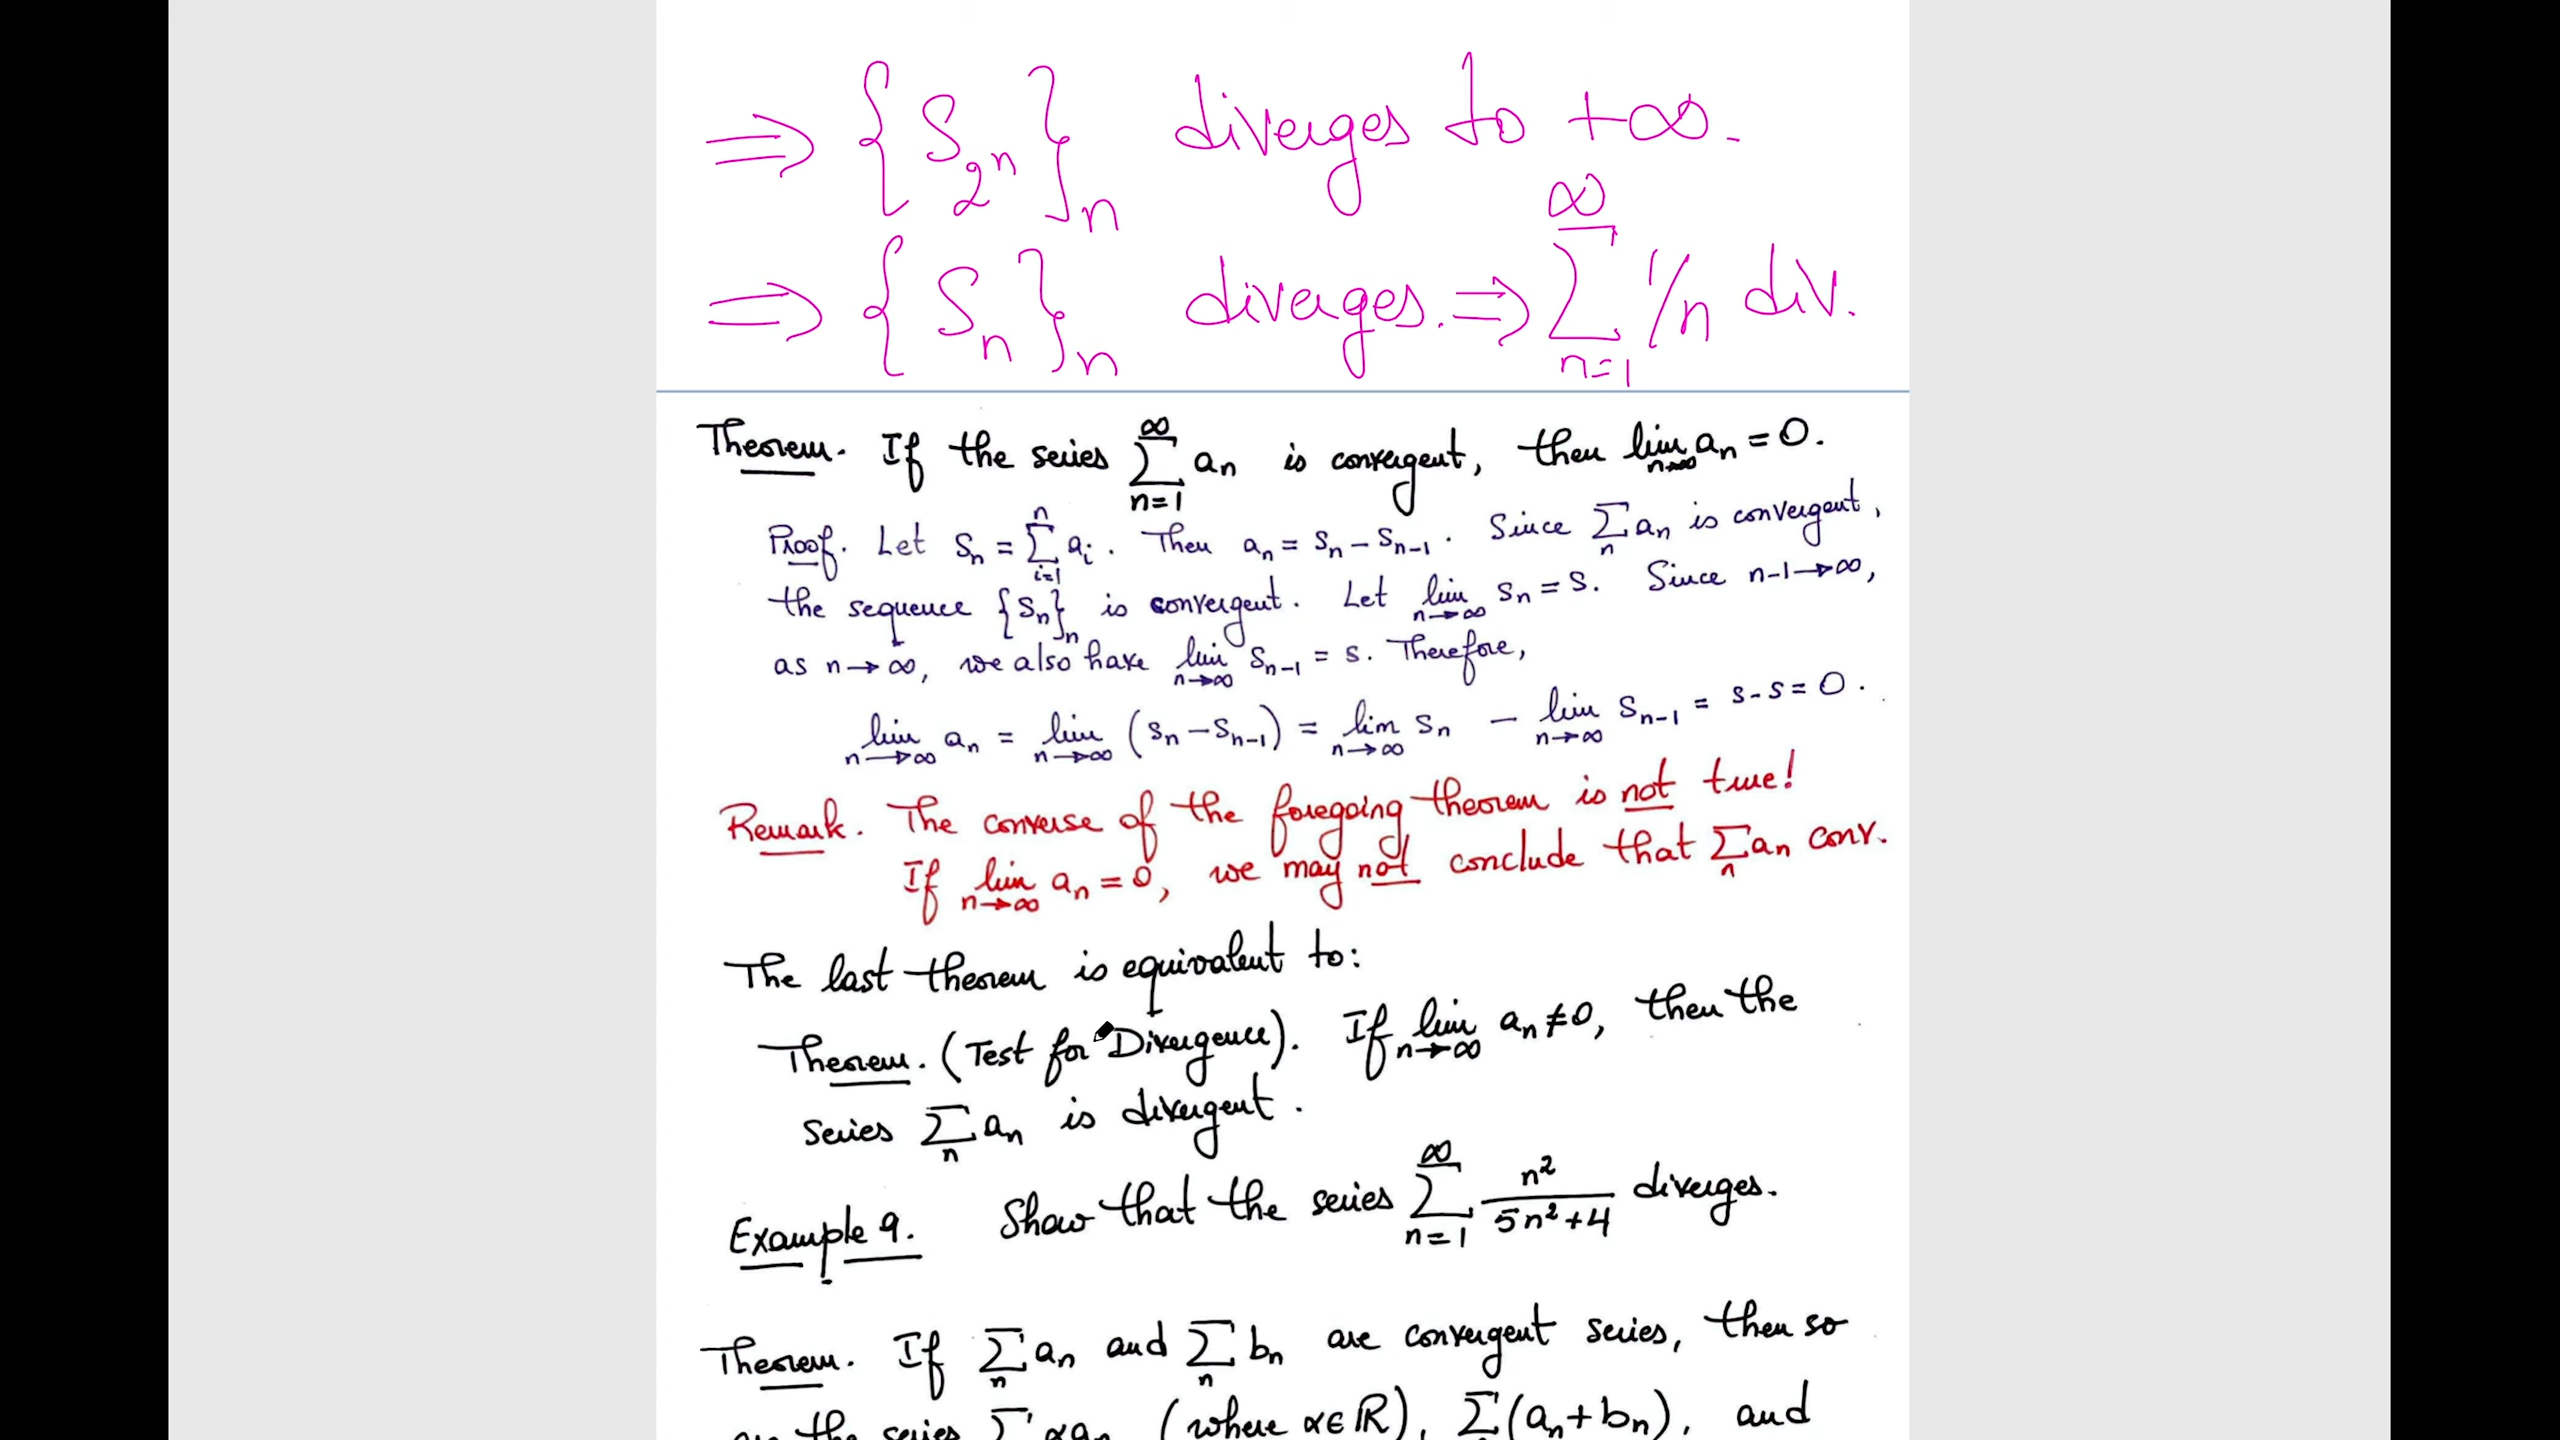 ⇒ {S_{2^n}}_n diverges to +∞.
⇒ {S_n}_n diverges. ⇒ ∑_{n=1}^{∞} 1/n div.
Theorem. If the series ∑_{n=1}^{∞} a_n is convergent, then lim_{n→∞} a_n = 0.
Proof. Let s_n = ∑_{i=1}^{n} a_i. Then a_n = s_n − s_{n−1}. Since ∑_n a_n is convergent,
the sequence {s_n}_n is convergent. Let lim_{n→∞} s_n = s. Since n−1→∞,
as n→∞, we also have lim_{n→∞} s_{n−1} = s. Therefore,
lim_{n→∞} a_n = lim_{n→∞} (s_n − s_{n−1}) = lim_{n→∞} s_n − lim_{n→∞} s_{n−1} = s−s = 0.
Remark. The converse of the foregoing theorem is not true!
If lim_{n→∞} a_n = 0, we may not conclude that ∑_n a_n conv.
The last theorem is equivalent to:
Theorem. (Test for Divergence). If lim_{n→∞} a_n ≠ 0, then the
series ∑_n a_n is divergent.
Example 9. Show that the series ∑_{n=1}^{∞} n²/(5n²+4) diverges.
Theorem. If ∑_n a_n and ∑_n b_n are convergent series, then so
are the series ∑ αa_n (where α∈ℝ), ∑(a_n+b_n), and